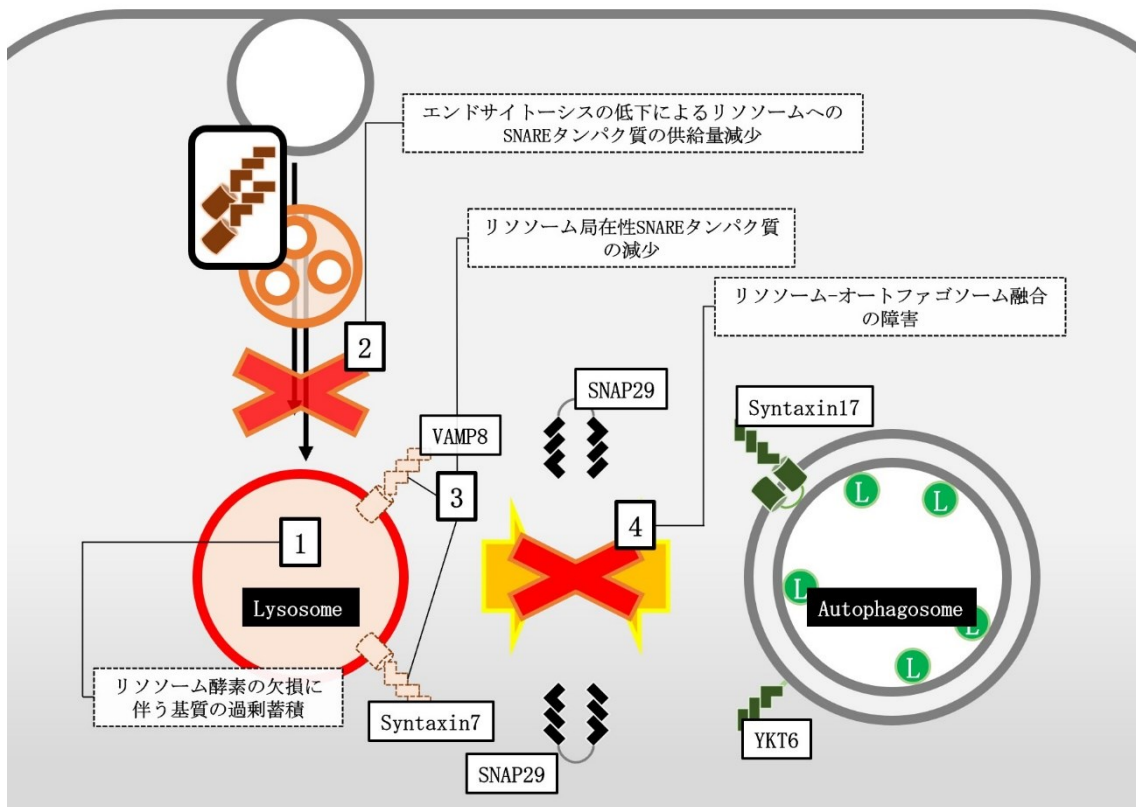 エンドサイトーシスの低下によるリソソームへの
SNAREタンパク質の供給量減少
リソソーム局在性SNAREタンパク質
の減少
リソソーム-オートファゴソーム融合
の障害
2
SNAP29
Syntaxin17
VAMP8
3
4
1
L
L
Lysosome
L
Autophagosome
L
L
リソソーム酵素の欠損に
伴う基質の過剰蓄積
Syntaxin7
YKT6
SNAP29